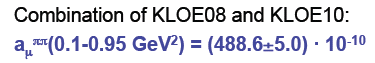 Combination of KLOE08 and KLOE10:
aμππ(0.1-0.95 GeV²) = (488.6±5.0) · 10⁻¹⁰